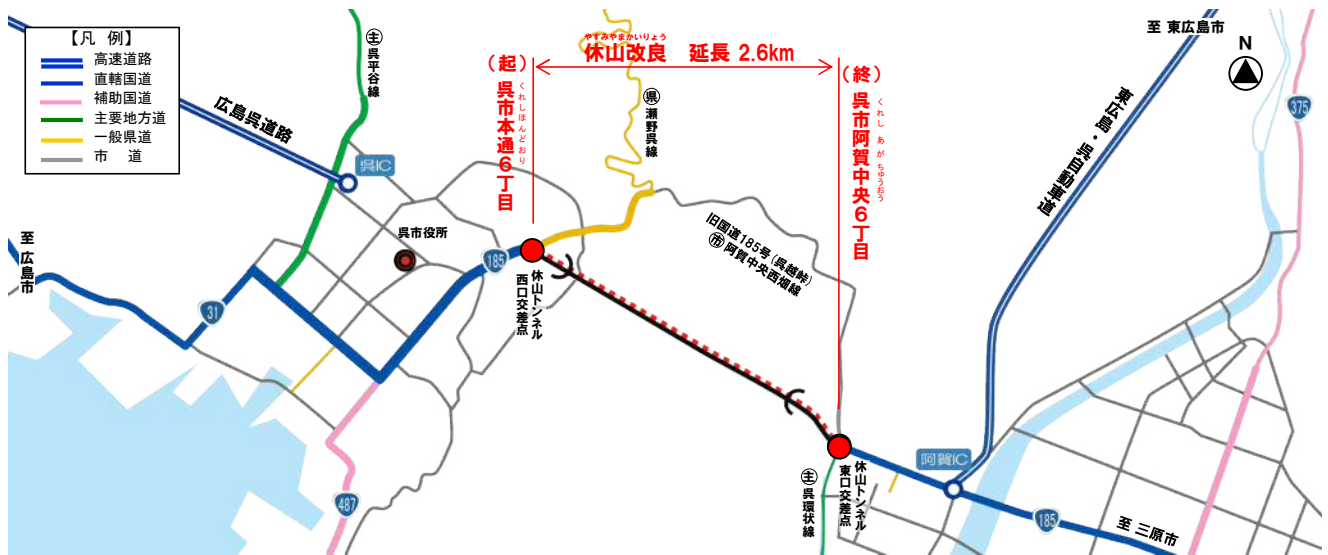 【凡 例】
高速道路
直轄国道
補助国道
主要地方道
一般県道
市 道
主 呉平谷線
広島呉道路
呉IC
呉市役所
至 広島市
31
185
487
(起)
呉市本通6丁目
くれしほんどおり
やすみやまかいりょう
休山改良 延長 2.6km
(終)
呉市阿賀中央6丁目
くれし あが ちゅうおう
県 瀬野呉線
旧国道185号(呉越峠)
市 阿賀中央西畑線
休山トンネル
西口交差点
休山トンネル
東口交差点
主 呉環状線
阿賀IC
東広島・呉自動車道
至 東広島市
N
375
185
至 三原市